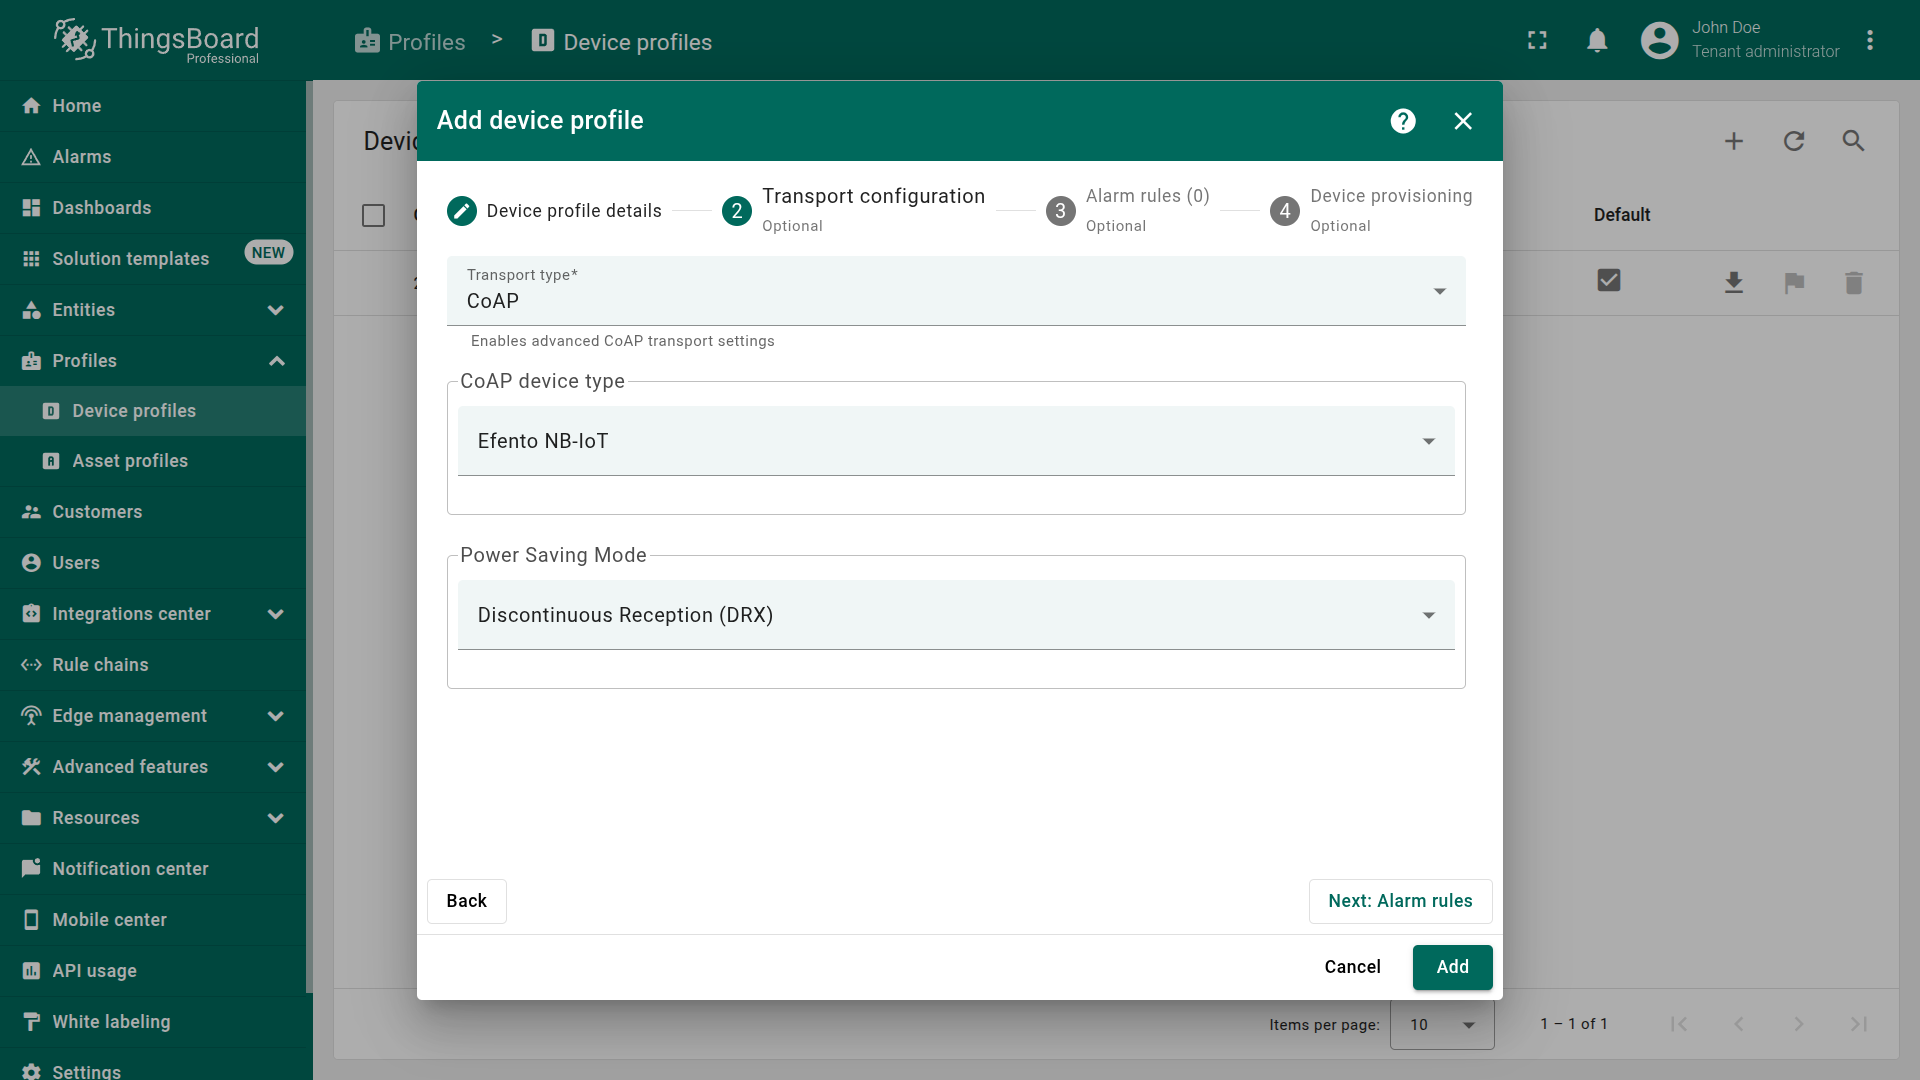 ThingsBoard
Professional
Profiles > Device profiles
John Doe
Tenant administrator
Home
Alarms
Dashboards
Solution templates NEW
Entities
Profiles
Device profiles
Asset profiles
Customers
Users
Integrations center
Rule chains
Edge management
Advanced features
Resources
Notification center
Mobile center
API usage
White labeling
Settings
Default
Add device profile
Device profile details
2 Transport configuration
Optional
3 Alarm rules (0)
Optional
4 Device provisioning
Optional
Transport type*
CoAP
Enables advanced CoAP transport settings
CoAP device type
Efento NB-IoT
Power Saving Mode
Discontinuous Reception (DRX)
Back
Next: Alarm rules
Cancel
Add
Items per page: 10
1 – 1 of 1